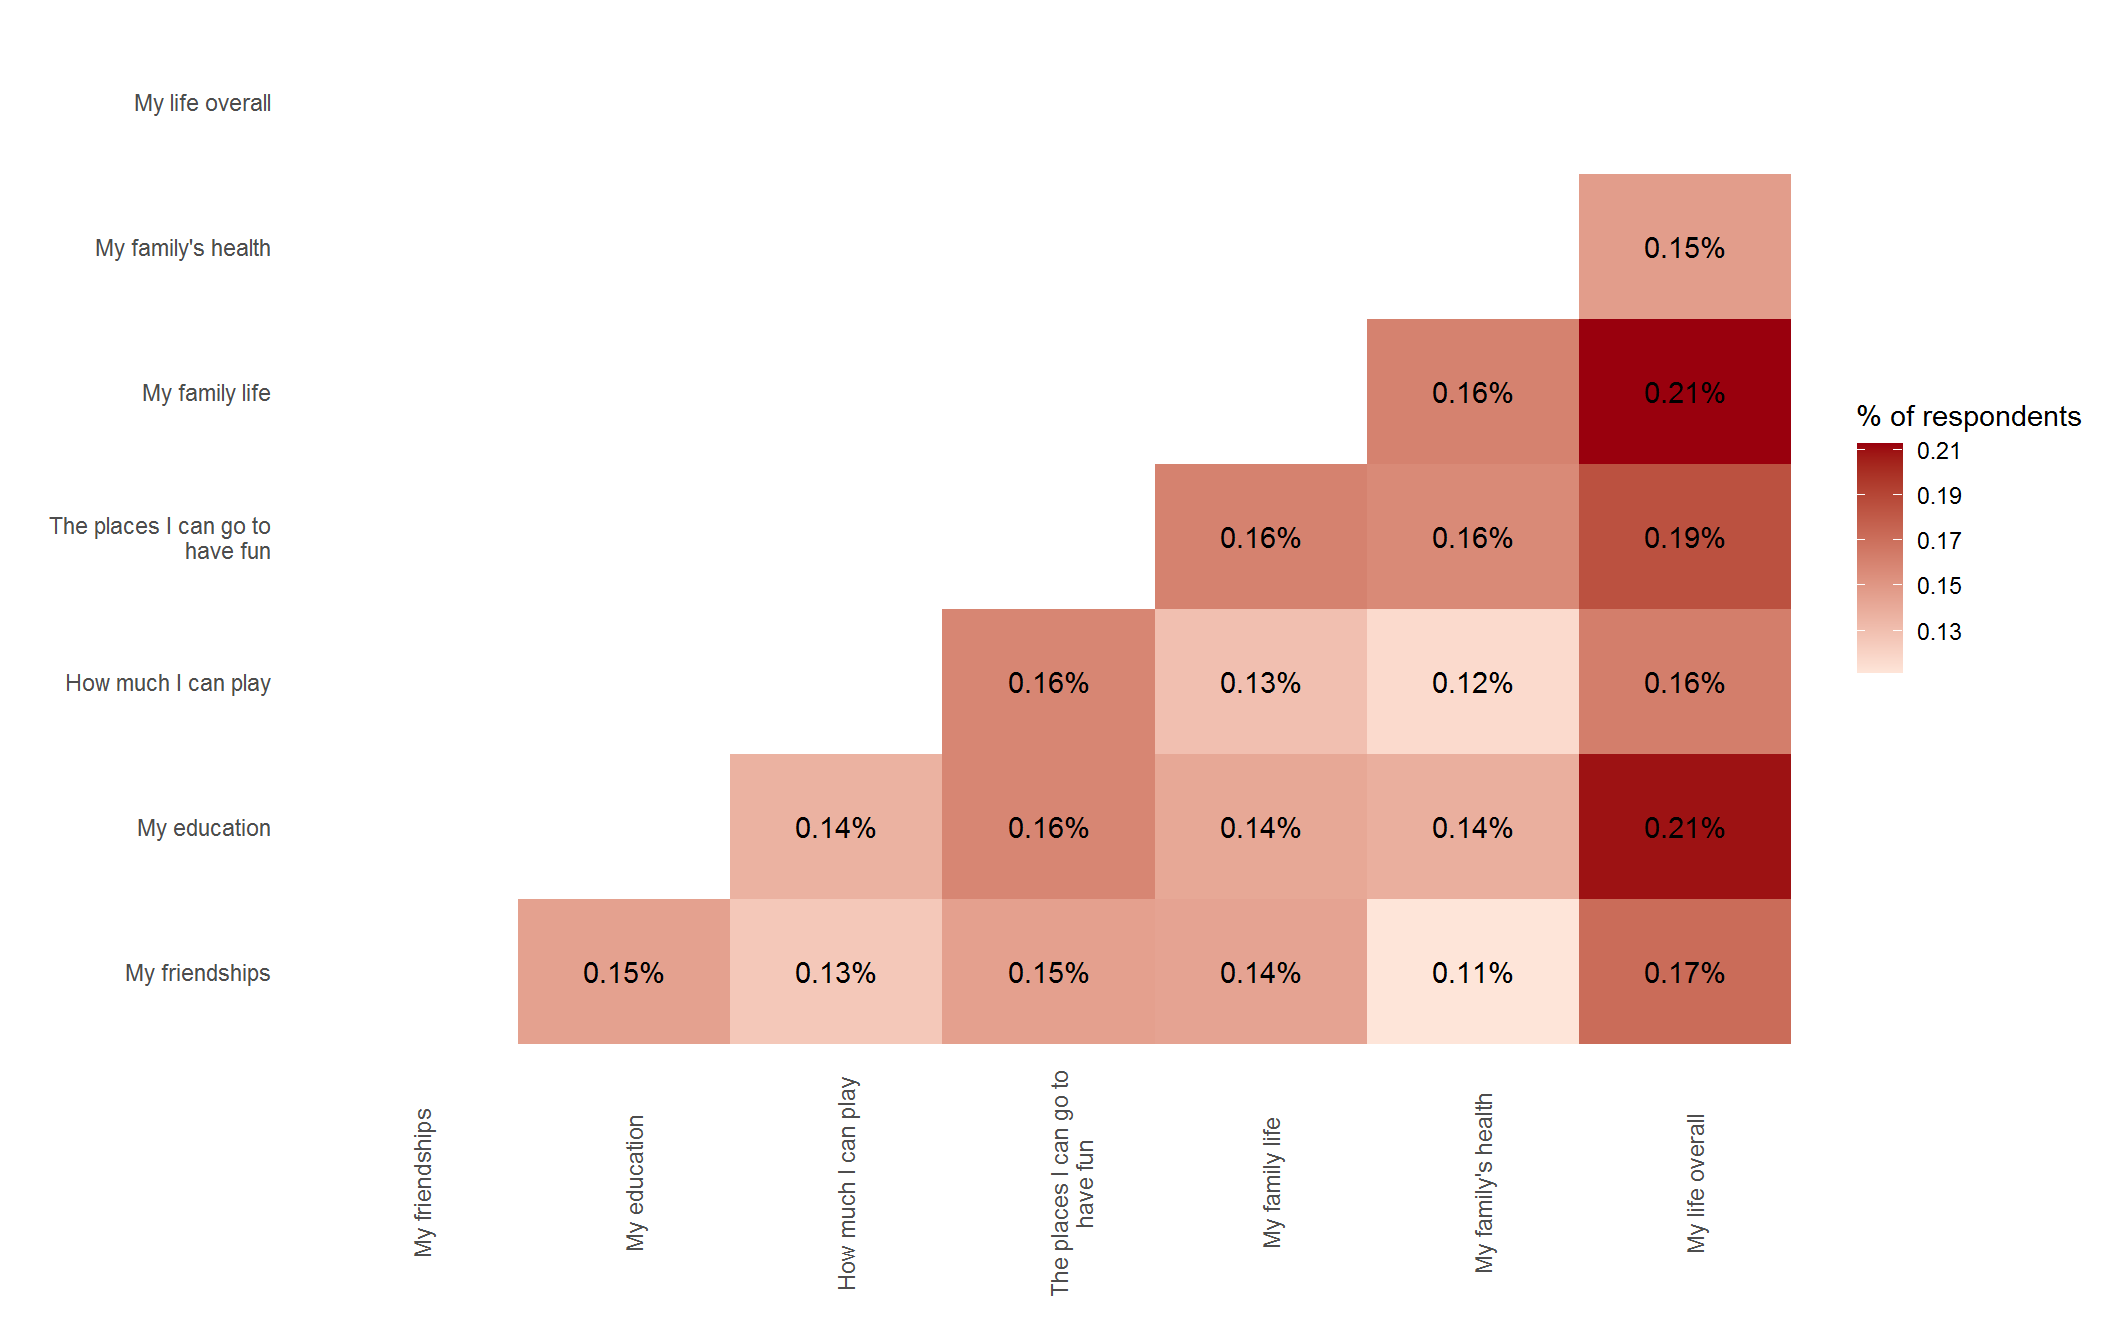 My life overall
My family's health
0.15%
My family life
0.16%
0.21%
The places I can go to
have fun
0.16%
0.16%
0.19%
How much I can play
0.16%
0.13%
0.12%
0.16%
My education
0.14%
0.16%
0.14%
0.14%
0.21%
My friendships
0.15%
0.13%
0.15%
0.14%
0.11%
0.17%
My friendships
My education
How much I can play
The places I can go to
have fun
My family life
My family's health
My life overall
% of respondents
0.21
0.19
0.17
0.15
0.13